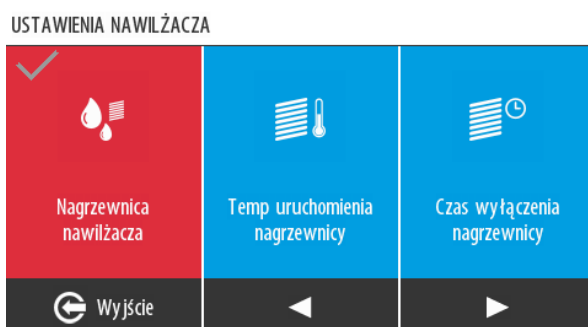 USTAWIENIA NAWILŻACZA
Nagrzewnica
nawilżacza
Temp uruchomienia
nagrzewnicy
Czas wyłączenia
nagrzewnicy
Wyjście